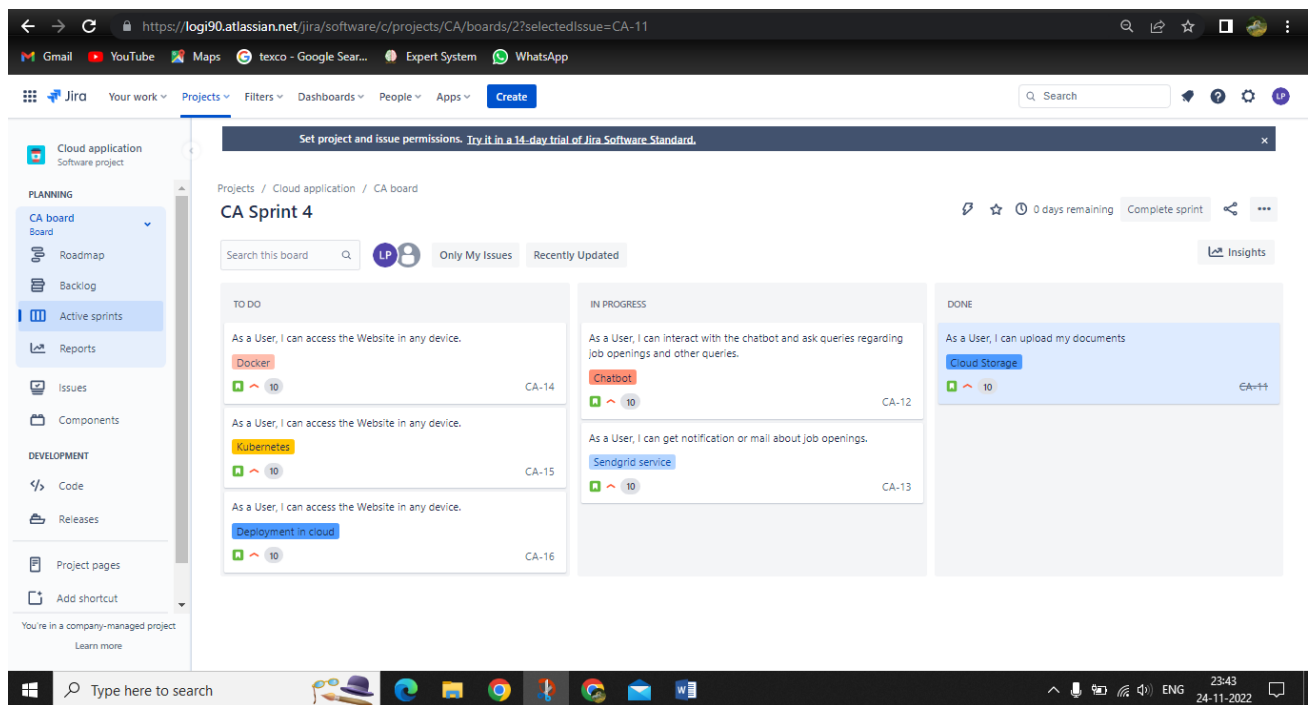 https://logi90.atlassian.net/jira/software/c/projects/CA/boards/2?selectedIssue=CA-11
Gmail YouTube Maps texco - Google Sear... Expert System WhatsApp
Jira Your work Projects Filters Dashboards People Apps Create Search LP
Set project and issue permissions. Try it in a 14-day trial of Jira Software Standard.
Cloud application
Software project
PLANNING
CA board
Board
Roadmap
Backlog
Active sprints
Reports
Issues
Components
DEVELOPMENT
Code
Releases
Project pages
Add shortcut
You're in a company-managed project
Learn more
Projects / Cloud application / CA board
CA Sprint 4
0 days remaining Complete sprint
Search this board LP Only My Issues Recently Updated
Insights
TO DO
As a User, I can access the Website in any device.
Docker
10 CA-14
As a User, I can access the Website in any device.
Kubernetes
10 CA-15
As a User, I can access the Website in any device.
Deployment in cloud
10 CA-16
IN PROGRESS
As a User, I can interact with the chatbot and ask queries regarding
job openings and other queries.
Chatbot
10 CA-12
As a User, I can get notification or mail about job openings.
Sendgrid service
10 CA-13
DONE
As a User, I can upload my documents
Cloud Storage
10 CA-11
Type here to search
ENG
23:43
24-11-2022